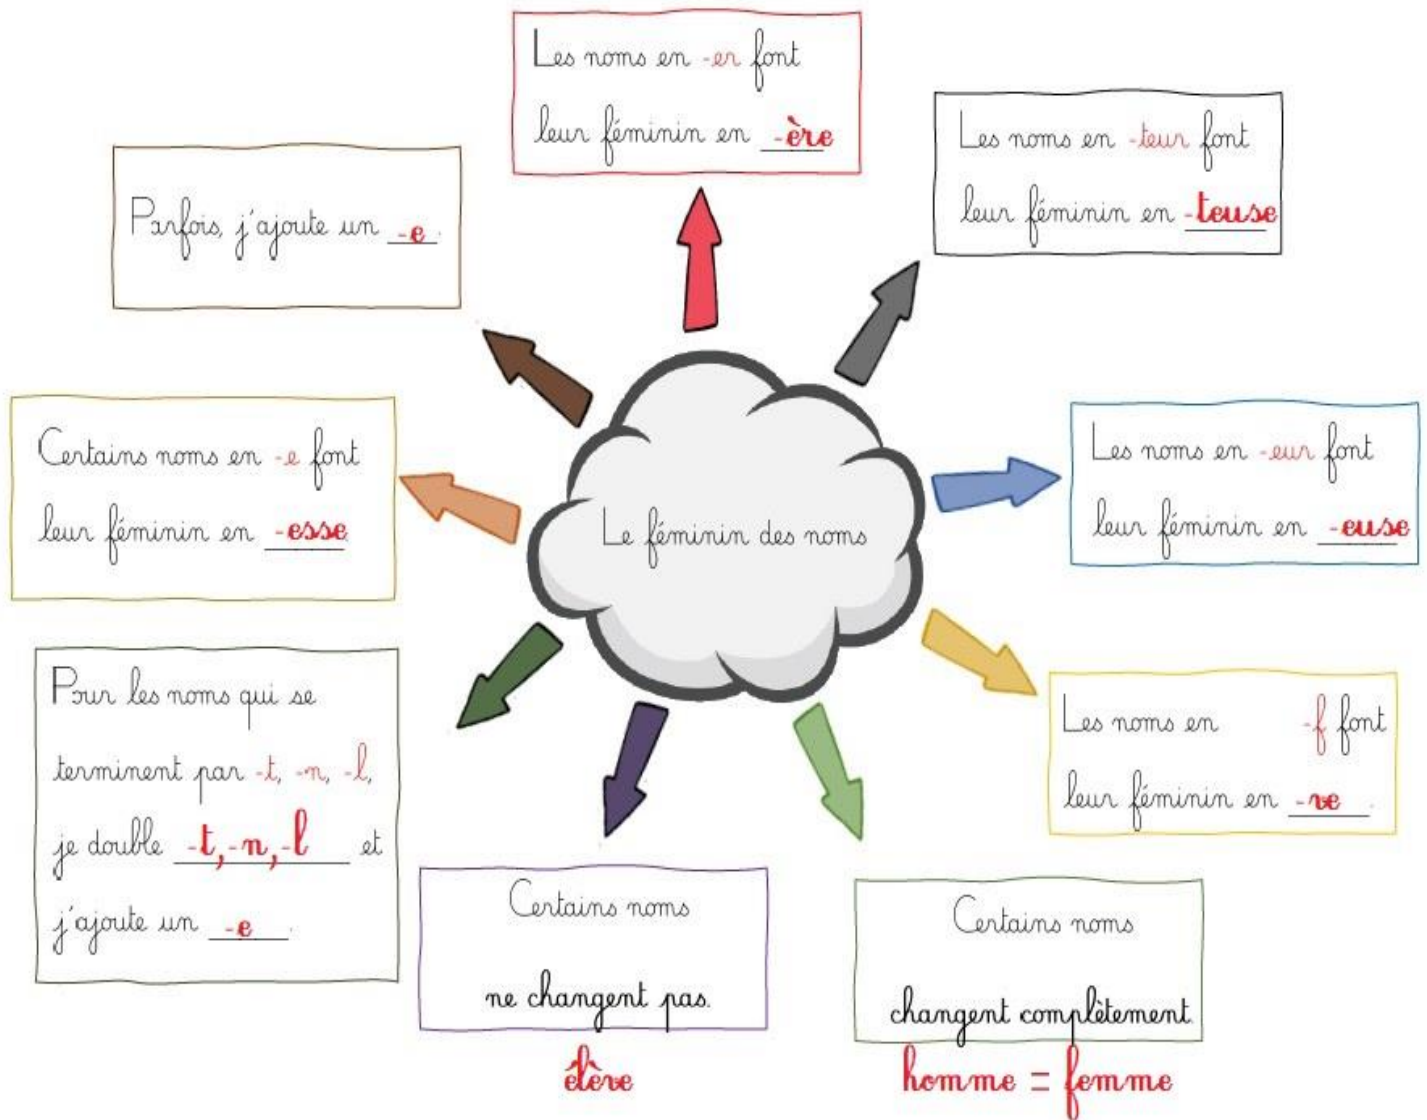 Les noms en -er font
leur féminin en -ère
Les noms en -teur font
leur féminin en -teuse
Parfois, j'ajoute un -e.
Certains noms en -e font
leur féminin en -esse
Le féminin des noms
Les noms en -eur font
leur féminin en -euse
Pour les noms qui se
terminent par -t, -n, -l,
je double -t,-n,-l et
j'ajoute un -e.
Les noms en -f font
leur féminin en -ve.
Certains noms
ne changent pas.
élève
Certains noms
changent complètement.
homme = femme